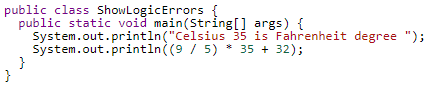 public class ShowLogicErrors {
  public static void main(String[] args) {
    System.out.println("Celsius 35 is Fahrenheit degree ");
    System.out.println((9 / 5) * 35 + 32);
  }
}